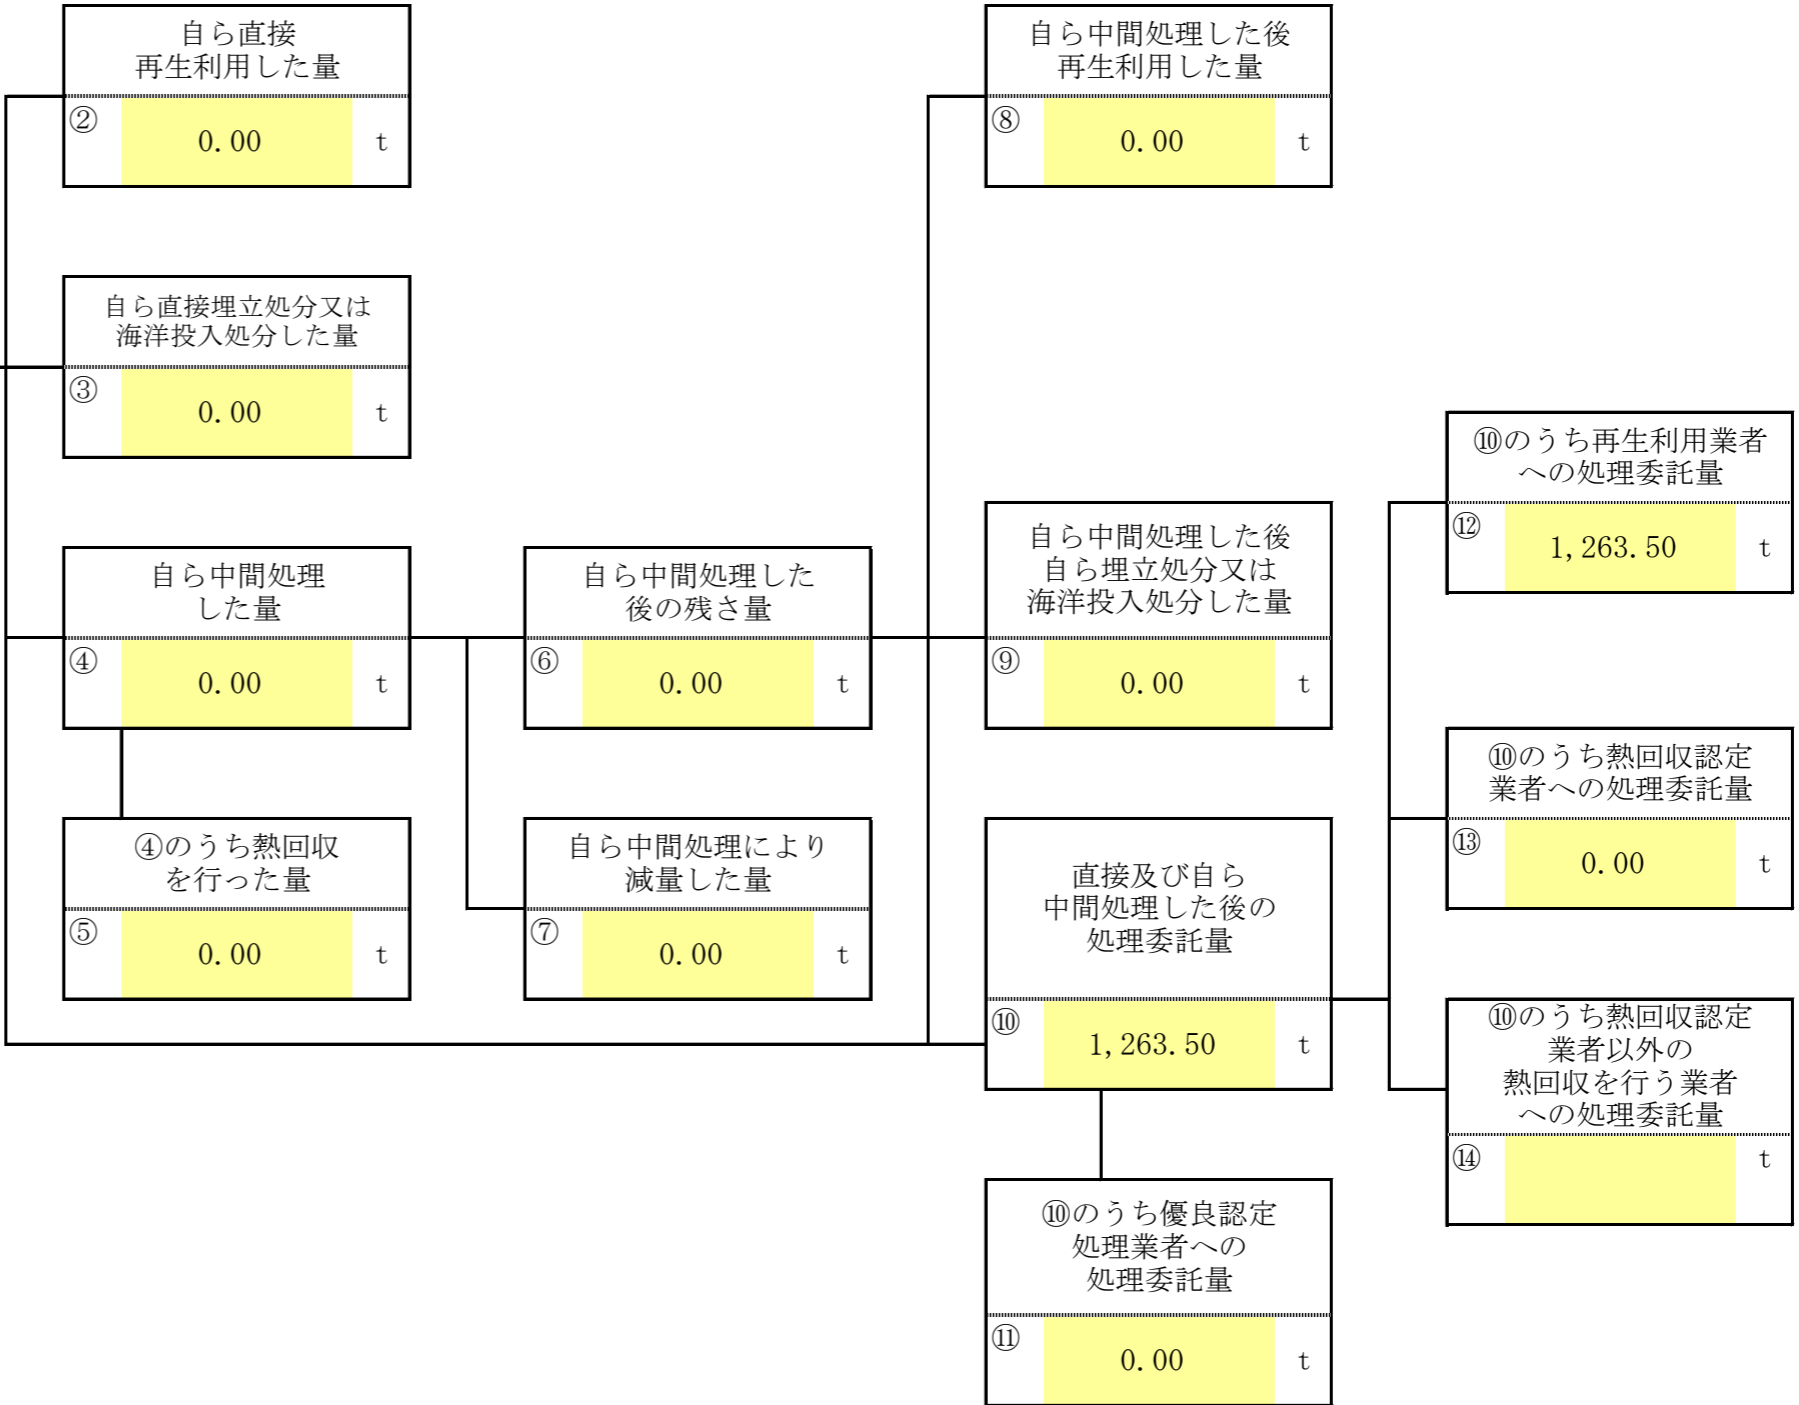 自ら直接
再生利用した量
② 0.00 t
自ら中間処理した後
再生利用した量
⑧ 0.00 t
自ら直接埋立処分又は
海洋投入処分した量
③ 0.00 t
自ら中間処理
した量
④ 0.00 t
自ら中間処理した
後の残さ量
⑥ 0.00 t
自ら中間処理した後
自ら埋立処分又は
海洋投入処分した量
⑨ 0.00 t
⑩のうち再生利用業者
への処理委託量
⑫ 1,263.50 t
④のうち熱回収
を行った量
⑤ 0.00 t
自ら中間処理により
減量した量
⑦ 0.00 t
直接及び自ら
中間処理した後の
処理委託量
⑩ 1,263.50 t
⑩のうち熱回収認定
業者への処理委託量
⑬ 0.00 t
⑩のうち熱回収認定
業者以外の
熱回収を行う業者
への処理委託量
⑭ t
⑩のうち優良認定
処理業者への
処理委託量
⑪ 0.00 t